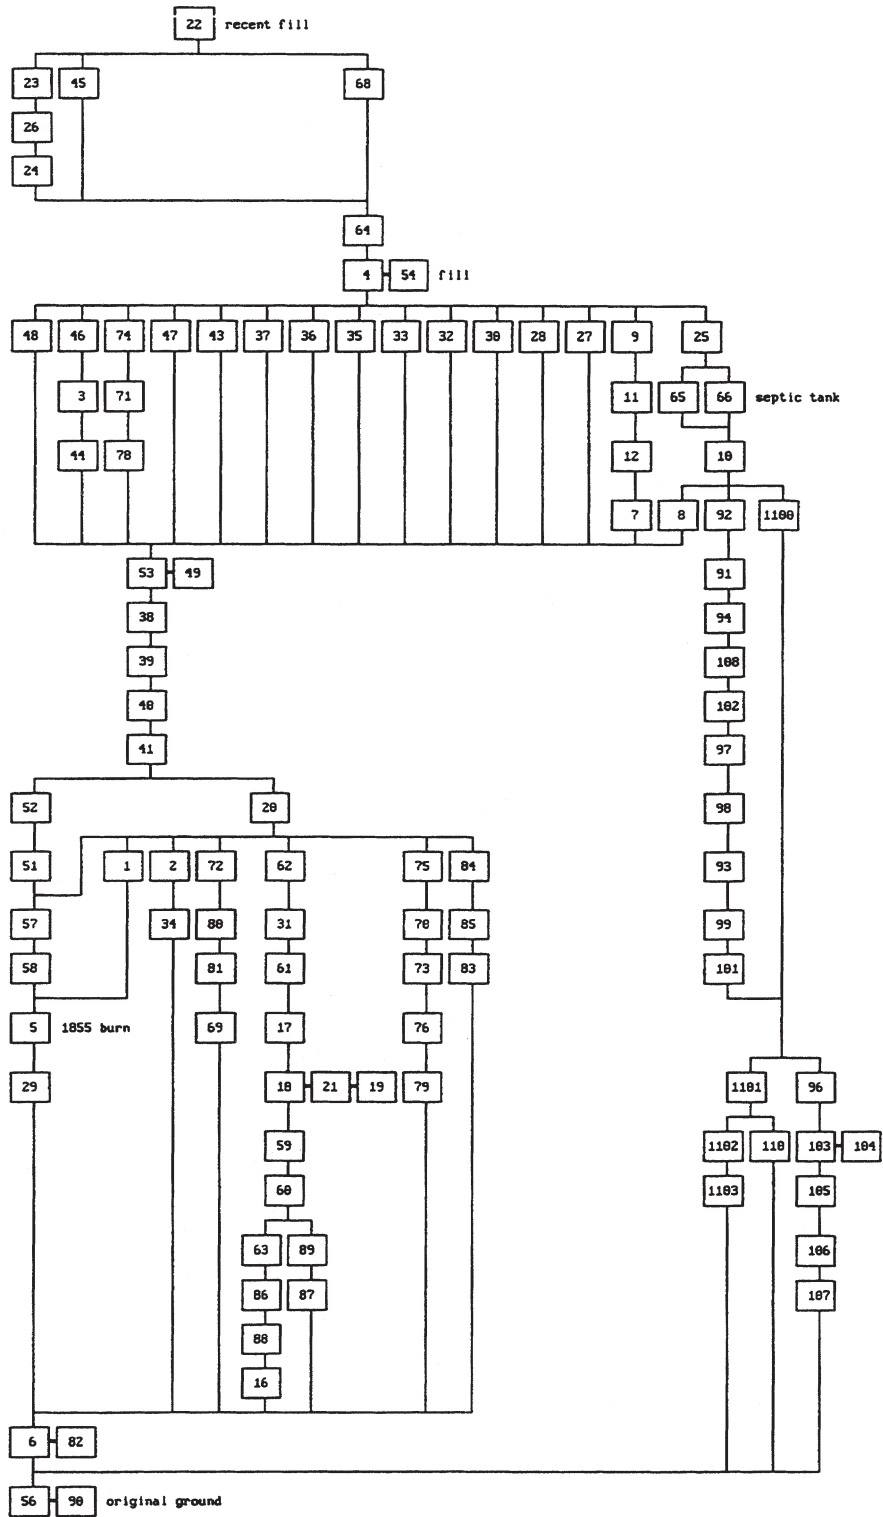 22 recent fill
23 45 68
26
24
64
4 54 fill
48 46 74 47 43 37 36 35 33 32 30 28 27 9 25
3 71 11 65 66 septic tank
44 78 12 10
7 8 92 1100
53 49 91
38 94
39 100
40 102
41 97
52 20 98
51 1 2 72 62 75 84 93
57 34 80 31 70 85 99
58 81 61 73 83 101
5 1855 burn 69 17 76
29 18 21 19 79 1101 96
59 1102 110 103 104
60 1103 105
63 89 106
86 87 107
88
16
6 82
56 90 original ground